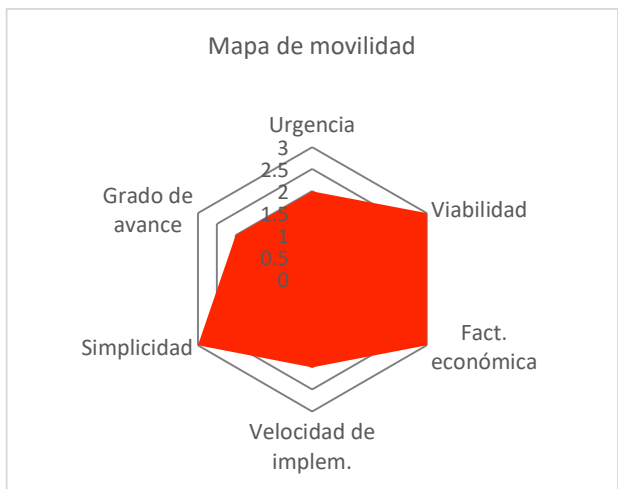 Mapa de movilidad
Urgencia
3
2.5
2
1.5
1
0.5
0
Viabilidad
Fact.
económica
Velocidad de
implem.
Simplicidad
Grado de
avance